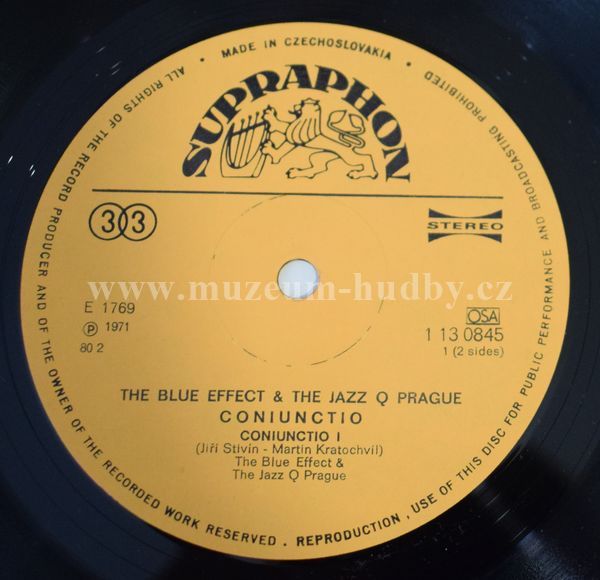 ALL RIGHTS OF THE RECORD PRODUCER AND OF THE OWNER OF THE RECORDED WORK RESERVED . REPRODUCTION, USE OF THIS DISC FOR PUBLIC PERFORMANCE AND BROADCASTING PROHIBITED
• MADE IN CZECHOSLOVAKIA •
SUPRAPHON
33
STEREO
www.muzeum-hudby.cz
E 1769
Ⓟ 1971
80 2
OSA
1 13 0845
1 (2 sides)
THE BLUE EFFECT & THE JAZZ Q PRAGUE
CONIUNCTIO
CONIUNCTIO I
(Jiří Stivín - Martin Kratochvíl)
The Blue Effect &
The Jazz Q Prague